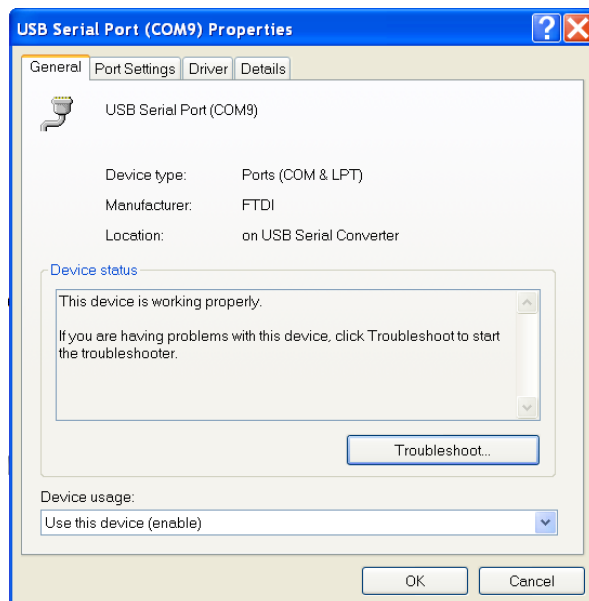 USB Serial Port (COM9) Properties
General Port Settings Driver Details
USB Serial Port (COM9)
Device type: Ports (COM & LPT)
Manufacturer: FTDI
Location: on USB Serial Converter
Device status
This device is working properly.
If you are having problems with this device, click Troubleshoot to start
the troubleshooter.
Troubleshoot...
Device usage:
Use this device (enable)
OK Cancel